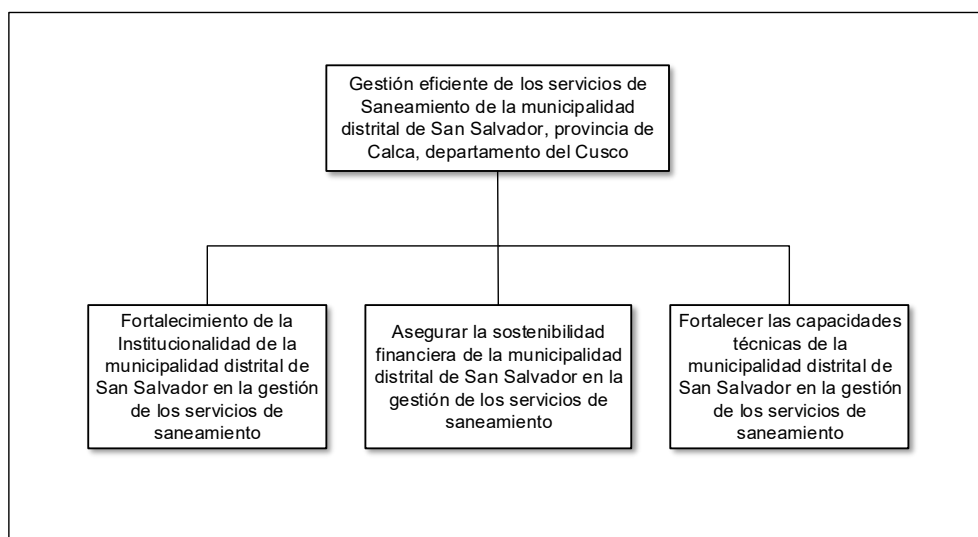 Gestión eficiente de los servicios de
Saneamiento de la municipalidad
distrital de San Salvador, provincia de
Calca, departamento del Cusco
Fortalecimiento de la
Institucionalidad de la
municipalidad distrital de
San Salvador en la gestión
de los servicios de
saneamiento
Asegurar la sostenibilidad
financiera de la municipalidad
distrital de San Salvador en la
gestión de los servicios de
saneamiento
Fortalecer las capacidades
técnicas de la
municipalidad distrital de
San Salvador en la gestión
de los servicios de
saneamiento